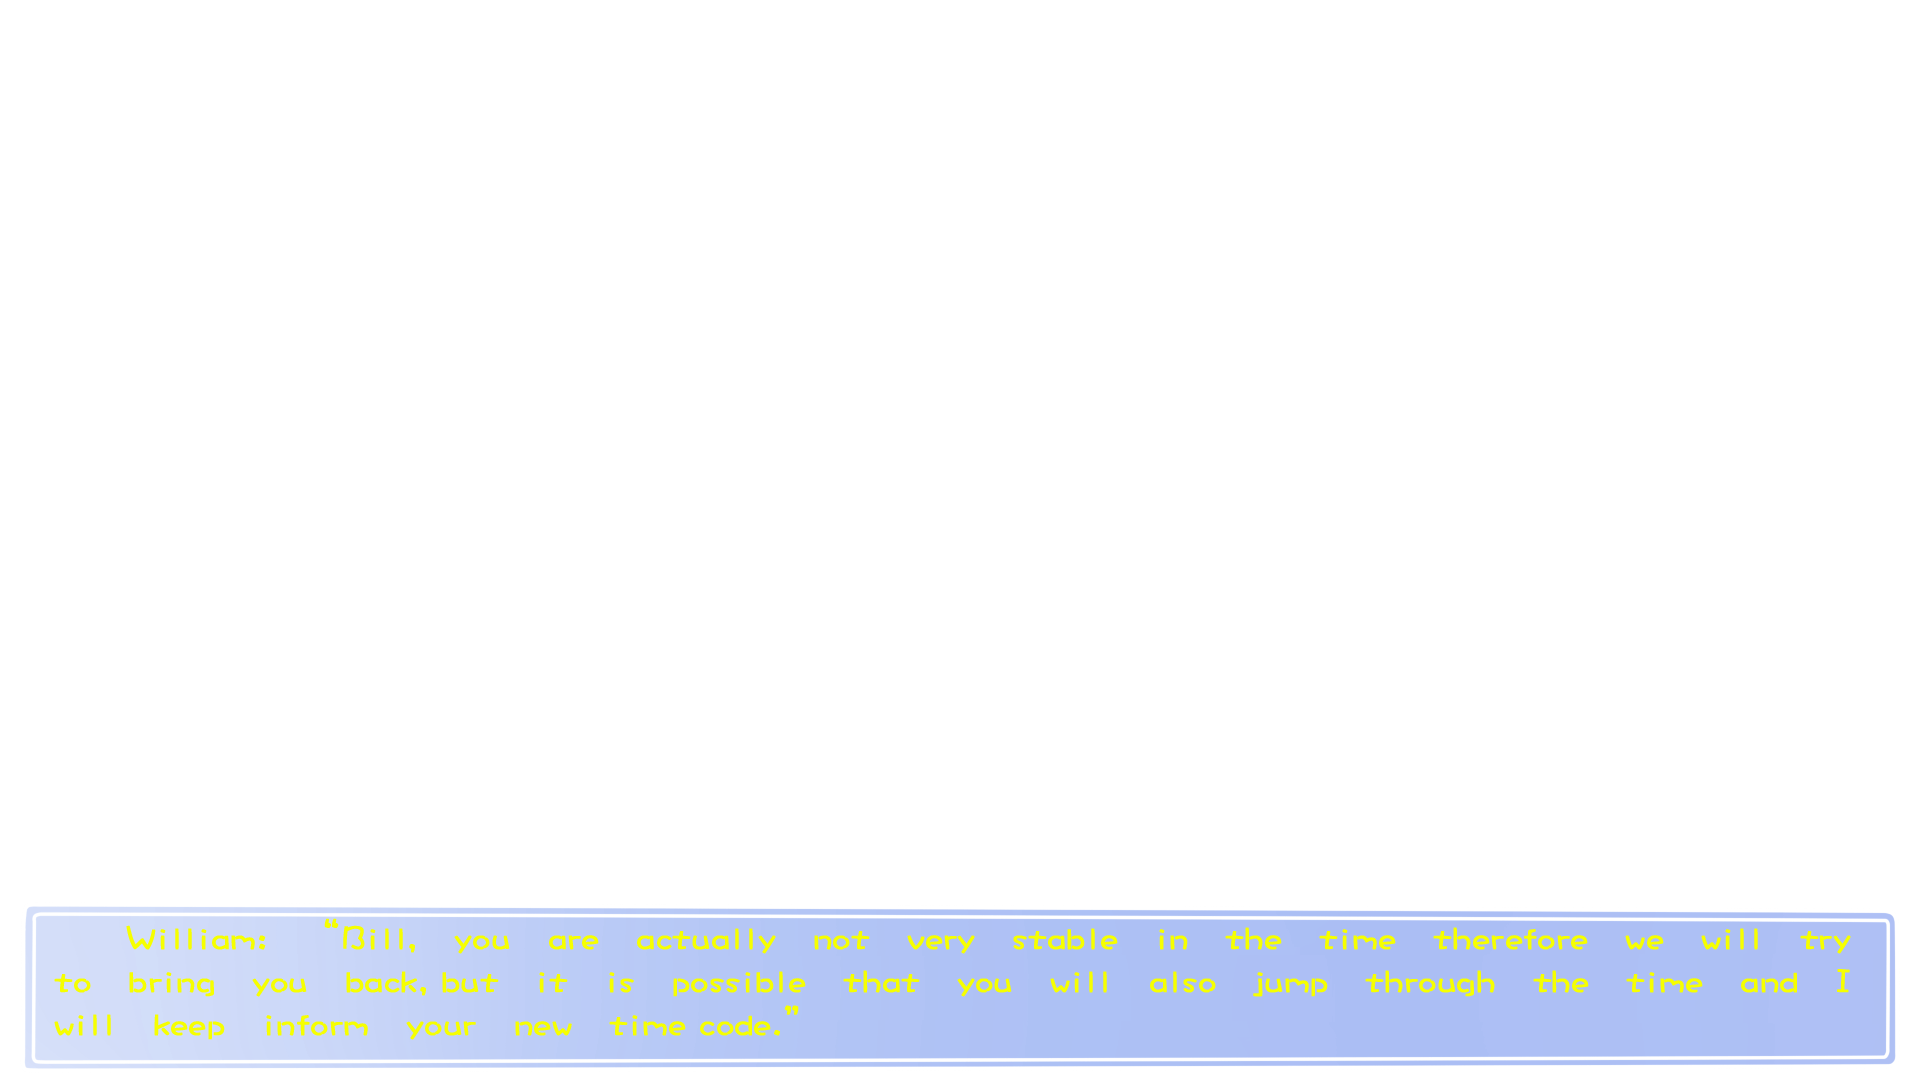 William: “Bill, you are actually not very stable in the time therefore we will try
to bring you back, but it is possible that you will also jump through the time and I
will keep inform your new time code.”